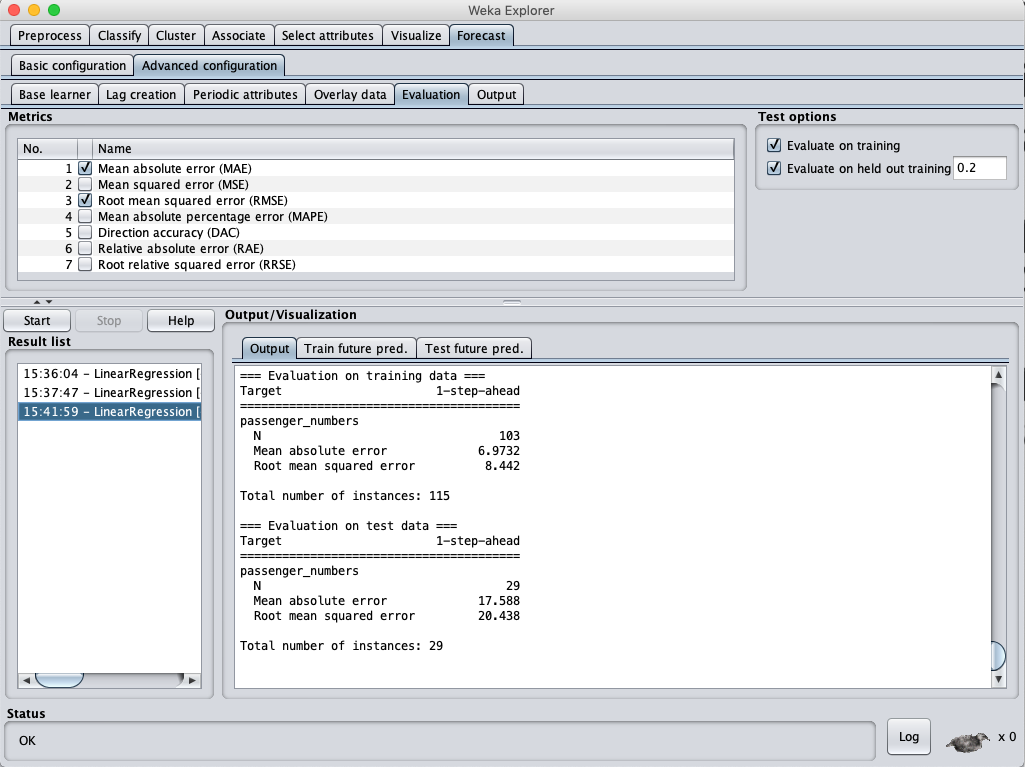 Weka Explorer
Preprocess Classify Cluster Associate Select attributes Visualize Forecast
Basic configuration Advanced configuration
Base learner Lag creation Periodic attributes Overlay data Evaluation Output
Metrics
No. Name
1 Mean absolute error (MAE)
2 Mean squared error (MSE)
3 Root mean squared error (RMSE)
4 Mean absolute percentage error (MAPE)
5 Direction accuracy (DAC)
6 Relative absolute error (RAE)
7 Root relative squared error (RRSE)
Test options
Evaluate on training
Evaluate on held out training 0.2
Start Stop Help
Result list
15:36:04 – LinearRegression [
15:37:47 – LinearRegression [
15:41:59 – LinearRegression [
Output/Visualization
Output Train future pred. Test future pred.
=== Evaluation on training data ===
Target 1-step-ahead
========================================
passenger_numbers
N 103
Mean absolute error 6.9732
Root mean squared error 8.442
Total number of instances: 115
=== Evaluation on test data ===
Target 1-step-ahead
========================================
passenger_numbers
N 29
Mean absolute error 17.588
Root mean squared error 20.438
Total number of instances: 29
Status
OK
Log
x 0